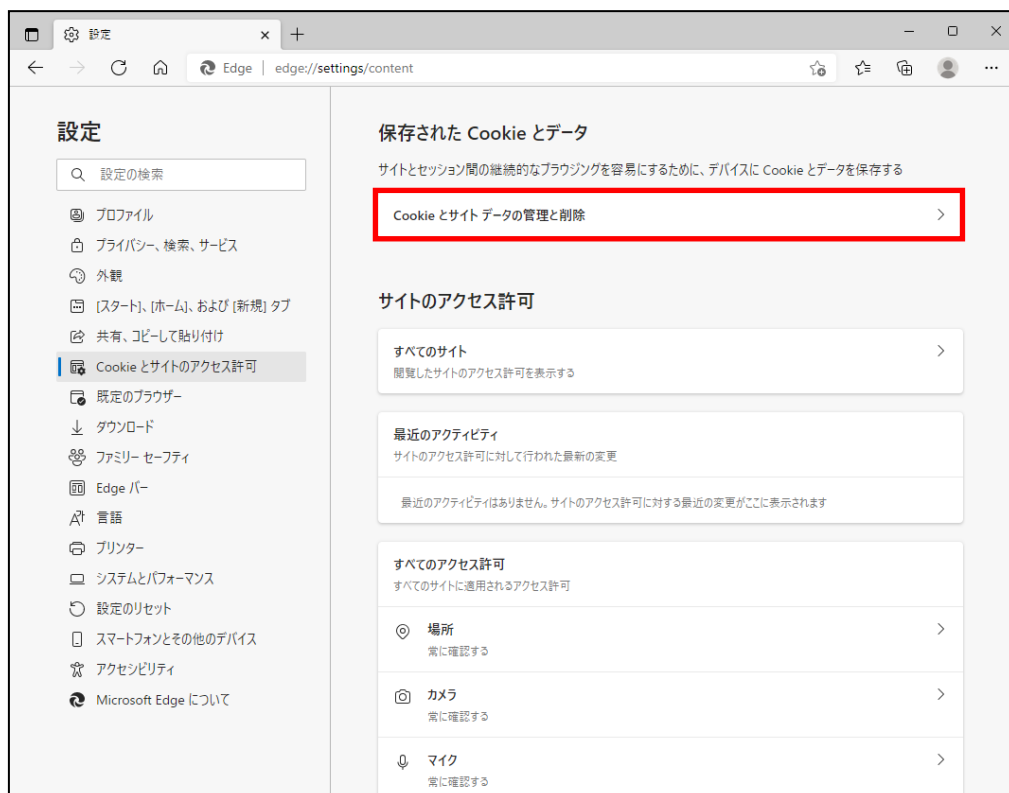 設定
Edge | edge://settings/content
設定
設定の検索
プロファイル
プライバシー、検索、サービス
外観
[スタート]、[ホーム]、および [新規] タブ
共有、コピーして貼り付け
Cookie とサイトのアクセス許可
既定のブラウザー
ダウンロード
ファミリー セーフティ
Edge バー
言語
プリンター
システムとパフォーマンス
設定のリセット
スマートフォンとその他のデバイス
アクセシビリティ
Microsoft Edge について
保存された Cookie とデータ
サイトとセッション間の継続的なブラウジングを容易にするために、デバイスに Cookie とデータを保存する
Cookie とサイト データの管理と削除
サイトのアクセス許可
すべてのサイト
閲覧したサイトのアクセス許可を表示する
最近のアクティビティ
サイトのアクセス許可に対して行われた最新の変更
最近のアクティビティはありません。サイトのアクセス許可に対する最近の変更がここに表示されます
すべてのアクセス許可
すべてのサイトに適用されるアクセス許可
場所
常に確認する
カメラ
常に確認する
マイク
常に確認する